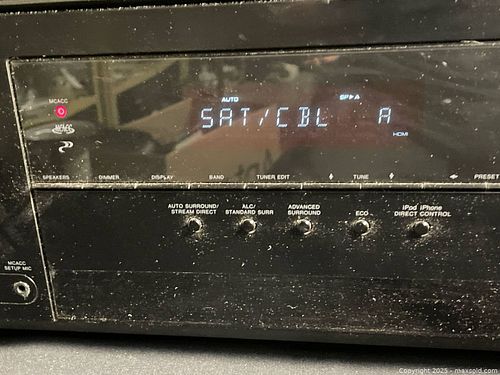 AUTO SP▶A
SAT/CBL A
HDMI
MCACC
SPEAKERS DIMMER DISPLAY BAND TUNER EDIT TUNE PRESET
AUTO SURROUND/
STREAM DIRECT
ALC/
STANDARD SURR
ADVANCED
SURROUND
ECO
iPod iPhone
DIRECT CONTROL
MCACC
SETUP MIC
Copyright 2025 - maxsold.com